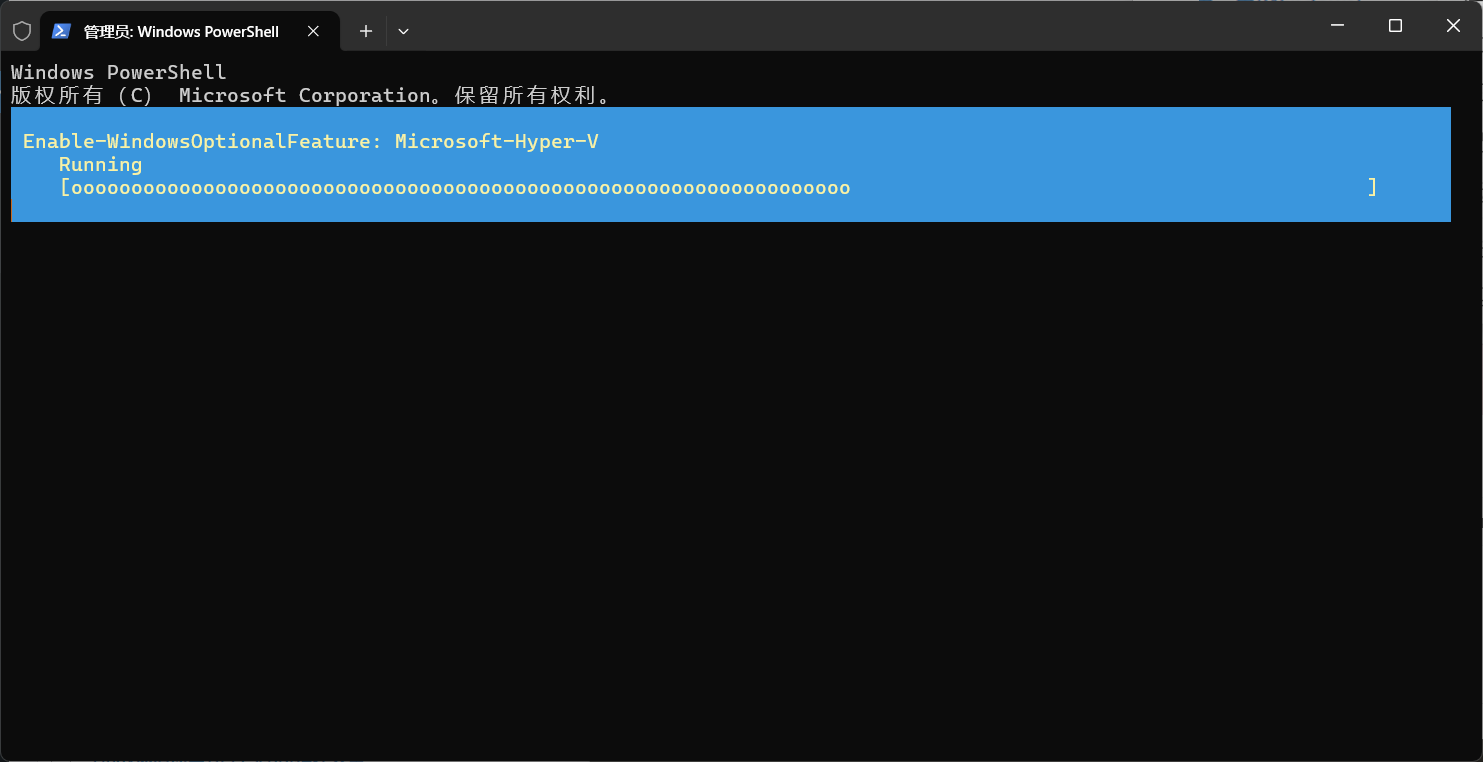 管理员: Windows PowerShell
Windows PowerShell
版权所有 (C) Microsoft Corporation。保留所有权利。
Enable-WindowsOptionalFeature: Microsoft-Hyper-V
Running
[ooooooooooooooooooooooooooooooooooooooooooooooooooooooooooooooooo ]